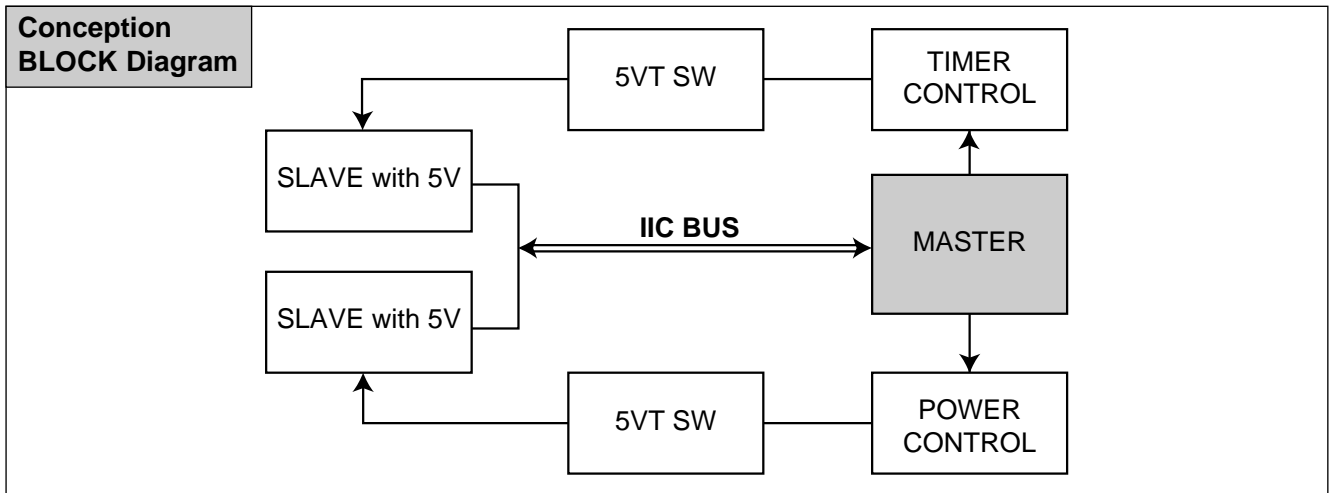 Conception
BLOCK Diagram
5VT SW
TIMER
CONTROL
SLAVE with 5V
IIC BUS
MASTER
SLAVE with 5V
5VT SW
POWER
CONTROL